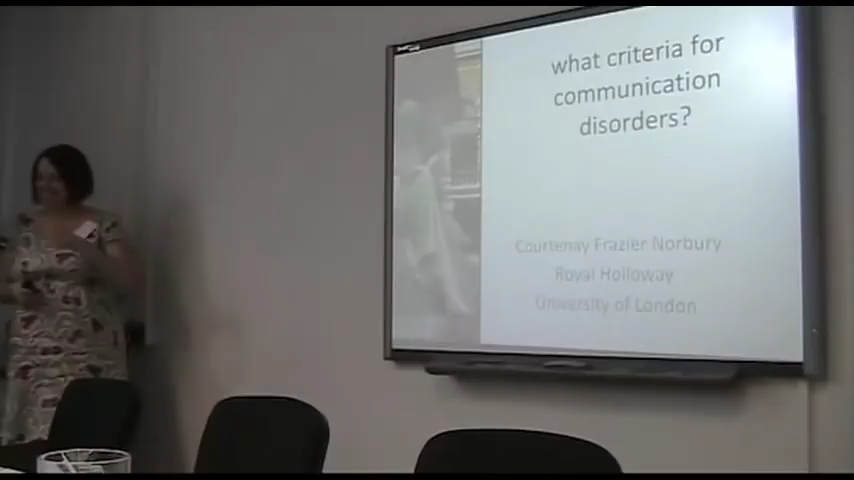 what criteria for
communication
disorders?
Courtenay Frazier Norbury
Royal Holloway
University of London